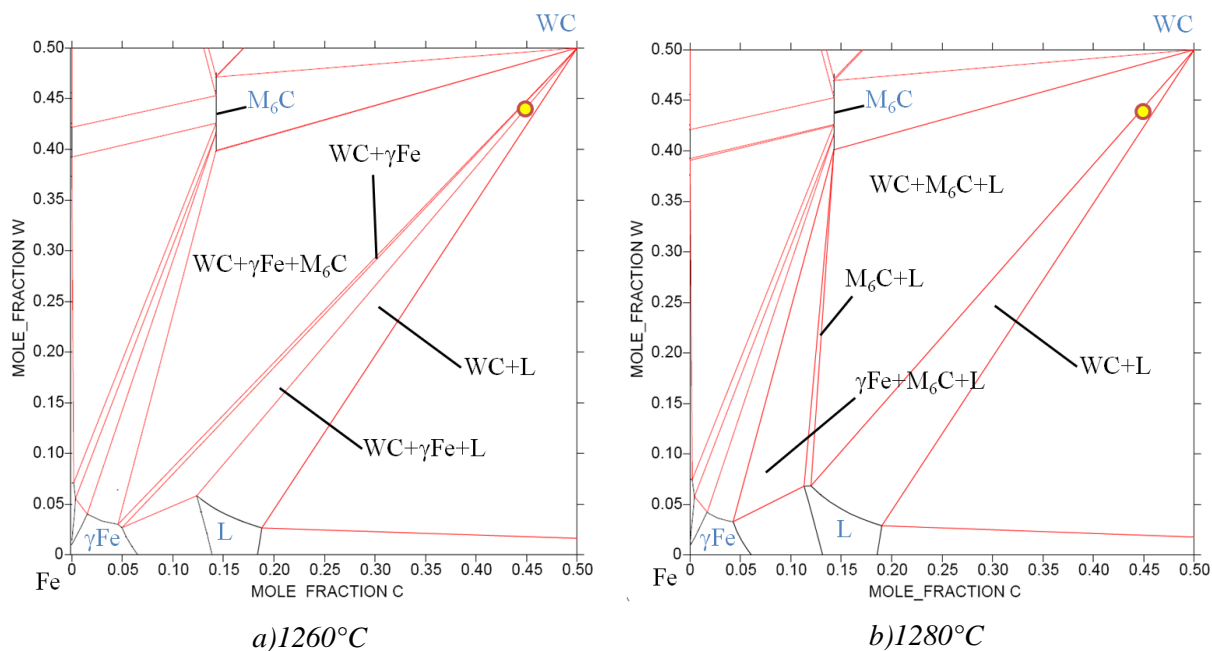 WC
0.50
0.45
0.40
0.35
0.30
0.25
0.20
0.15
0.10
0.05
0
MOLE_FRACTION W
M₆C
WC+γFe
WC+γFe+M₆C
WC+L
WC+γFe+L
γFe
L
Fe
0 0.05 0.10 0.15 0.20 0.25 0.30 0.35 0.40 0.45 0.50
MOLE FRACTION C
a)1260°C
WC
0.50
0.45
0.40
0.35
0.30
0.25
0.20
0.15
0.10
0.05
0
MOLE_FRACTION W
M₆C
WC+M₆C+L
M₆C+L
WC+L
γFe+M₆C+L
γFe
L
Fe
0 0.05 0.10 0.15 0.20 0.25 0.30 0.35 0.40 0.45 0.50
MOLE_FRACTION C
b)1280°C